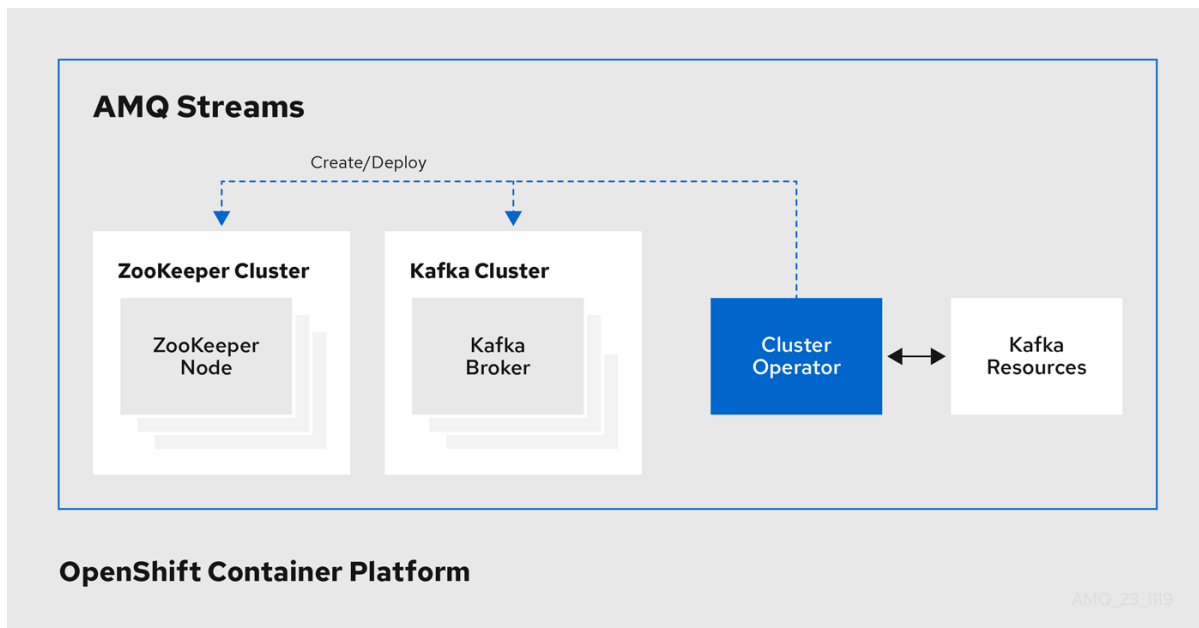 AMQ Streams
Create/Deploy
ZooKeeper Cluster
ZooKeeper
Node
Kafka Cluster
Kafka
Broker
Cluster
Operator
Kafka
Resources
OpenShift Container Platform
AMQ_23_1119